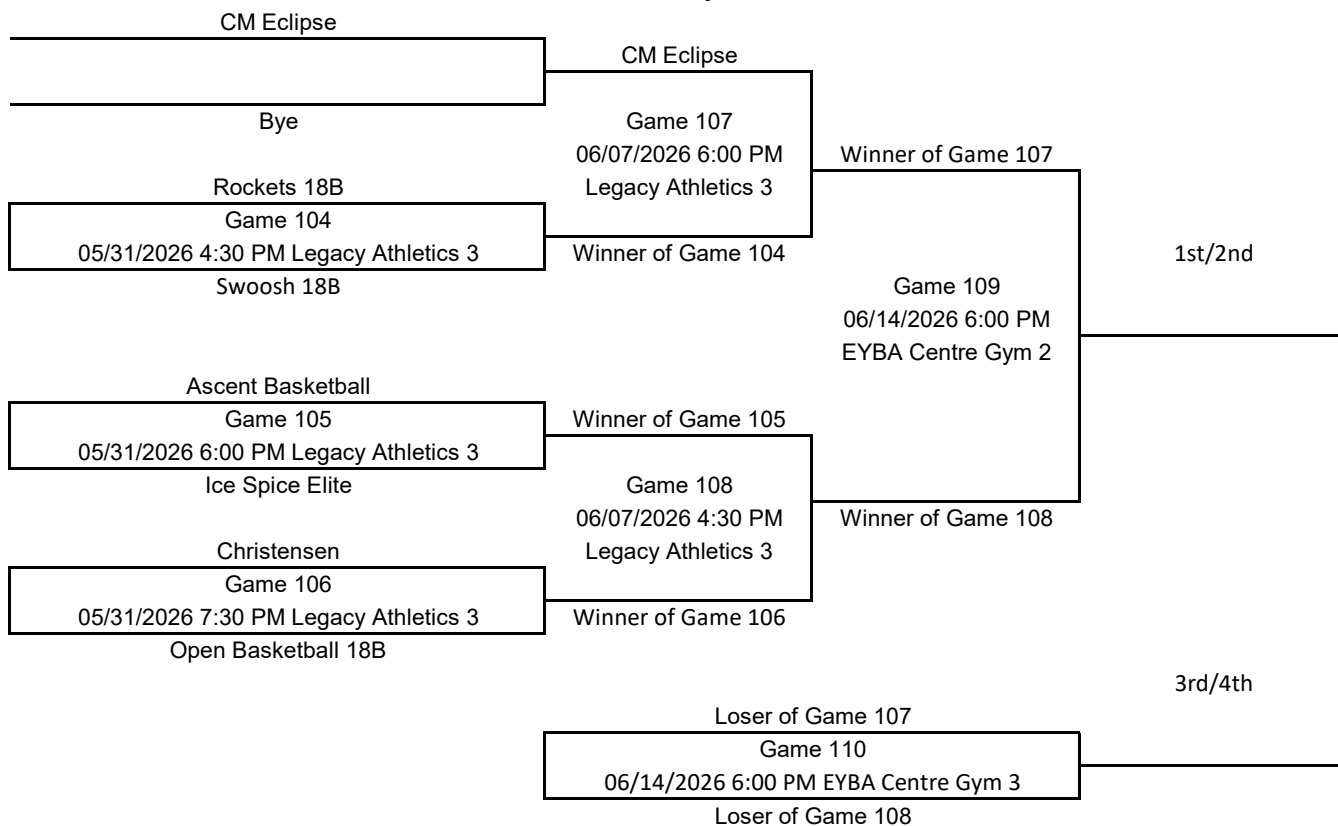 CM Eclipse
Bye
Rockets 18B
Game 104
05/31/2026 4:30 PM Legacy Athletics 3
Swoosh 18B
Ascent Basketball
Game 105
05/31/2026 6:00 PM Legacy Athletics 3
Ice Spice Elite
Christensen
Game 106
05/31/2026 7:30 PM Legacy Athletics 3
Open Basketball 18B
CM Eclipse
Game 107
06/07/2026 6:00 PM
Legacy Athletics 3
Winner of Game 104
Winner of Game 105
Game 108
06/07/2026 4:30 PM
Legacy Athletics 3
Winner of Game 106
Winner of Game 107
Game 109
06/14/2026 6:00 PM
EYBA Centre Gym 2
Winner of Game 108
1st/2nd
Loser of Game 107
Game 110
06/14/2026 6:00 PM EYBA Centre Gym 3
Loser of Game 108
3rd/4th